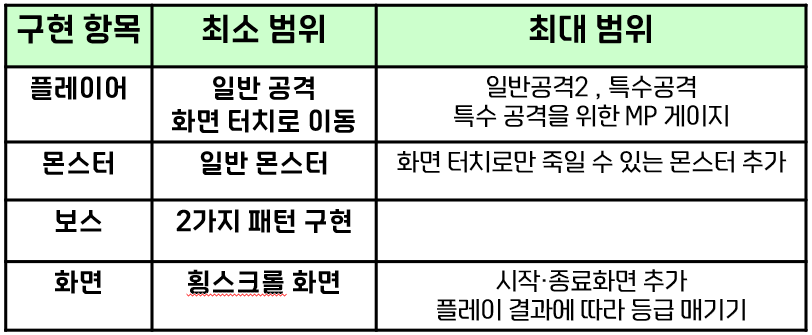 구현 항목 최소 범위 최대 범위
플레이어 일반 공격 일반공격2 , 특수공격
화면 터치로 이동 특수 공격을 위한 MP 게이지
몬스터 일반 몬스터 화면 터치로만 죽일 수 있는 몬스터 추가
보스 2가지 패턴 구현
화면 횡스크롤 화면 시작·종료화면 추가
플레이 결과에 따라 등급 매기기